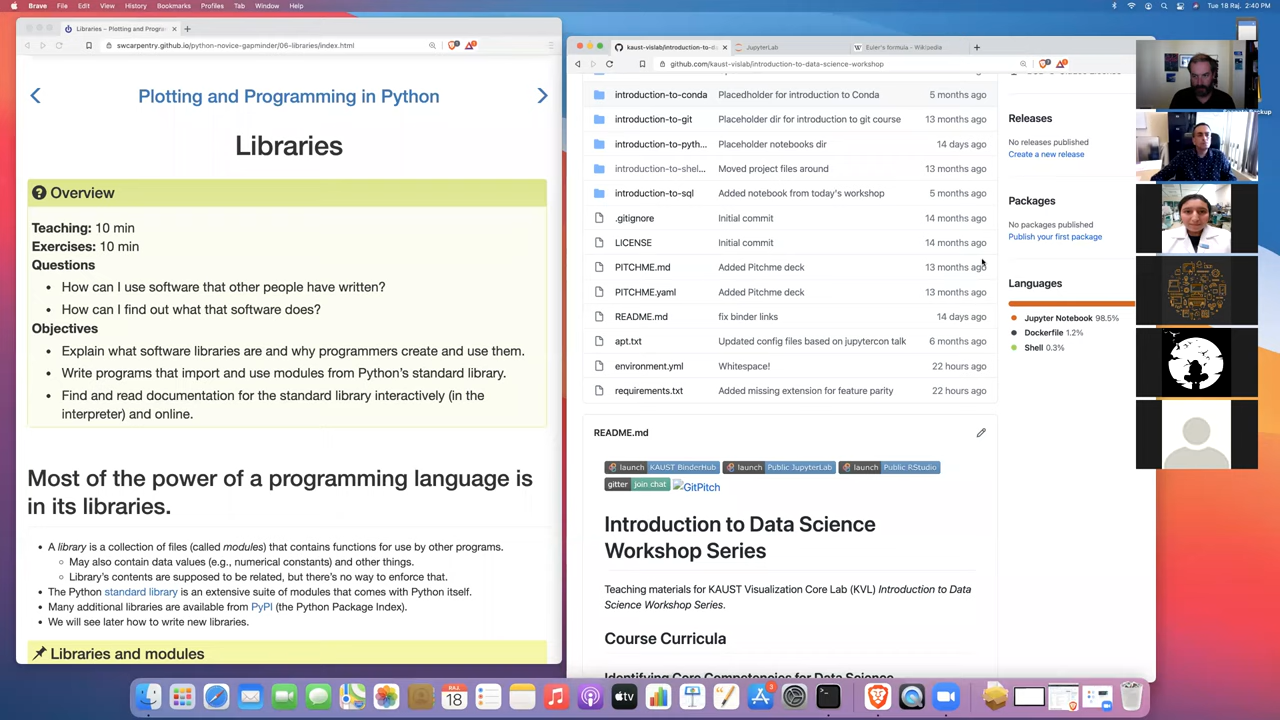 Brave File Edit View History Bookmarks Profiles Tab Window Help
Tue 18 Raj. 2:40 PM
Libraries – Plotting and Progra
swcarpentry.github.io/python-novice-gapminder/06-libraries/index.html
Plotting and Programming in Python
Libraries
Overview
Teaching: 10 min
Exercises: 10 min
Questions
How can I use software that other people have written?
How can I find out what that software does?
Objectives
Explain what software libraries are and why programmers create and use them.
Write programs that import and use modules from Python's standard library.
Find and read documentation for the standard library interactively (in the
interpreter) and online.
Most of the power of a programming language is
in its libraries.
A library is a collection of files (called modules) that contains functions for use by other programs.
May also contain data values (e.g., numerical constants) and other things.
Library's contents are supposed to be related, but there's no way to enforce that.
The Python standard library is an extensive suite of modules that comes with Python itself.
Many additional libraries are available from PyPI (the Python Package Index).
We will see later how to write new libraries.
Libraries and modules
kaust-vislab/introduction-to-d
JupyterLab
Euler's formula - Wikipedia
github.com/kaust-vislab/introduction-to-data-science-workshop
introduction-to-conda Placedholder for introduction to Conda 5 months ago
introduction-to-git Placeholder dir for introduction to git course 13 months ago
introduction-to-pyth... Placeholder notebooks dir 14 days ago
introduction-to-shel... Moved project files around 13 months ago
introduction-to-sql Added notebook from today's workshop 5 months ago
.gitignore Initial commit 14 months ago
LICENSE Initial commit 14 months ago
PITCHME.md Added Pitchme deck 13 months ago
PITCHME.yaml Added Pitchme deck 13 months ago
README.md fix binder links 14 days ago
apt.txt Updated config files based on jupytercon talk 6 months ago
environment.yml Whitespace! 22 hours ago
requirements.txt Added missing extension for feature parity 22 hours ago
README.md
launch KAUST BinderHub launch Public JupyterLab launch Public RStudio
gitter join chat GitPitch
Introduction to Data Science
Workshop Series
Teaching materials for KAUST Visualization Core Lab (KVL) Introduction to Data
Science Workshop Series.
Course Curricula
Identifying Core Competencies for Data Science
Releases
No releases published
Create a new release
Packages
No packages published
Publish your first package
Languages
Jupyter Notebook 98.5%
Dockerfile 1.2%
Shell 0.3%
RAJ.
18
tv
3